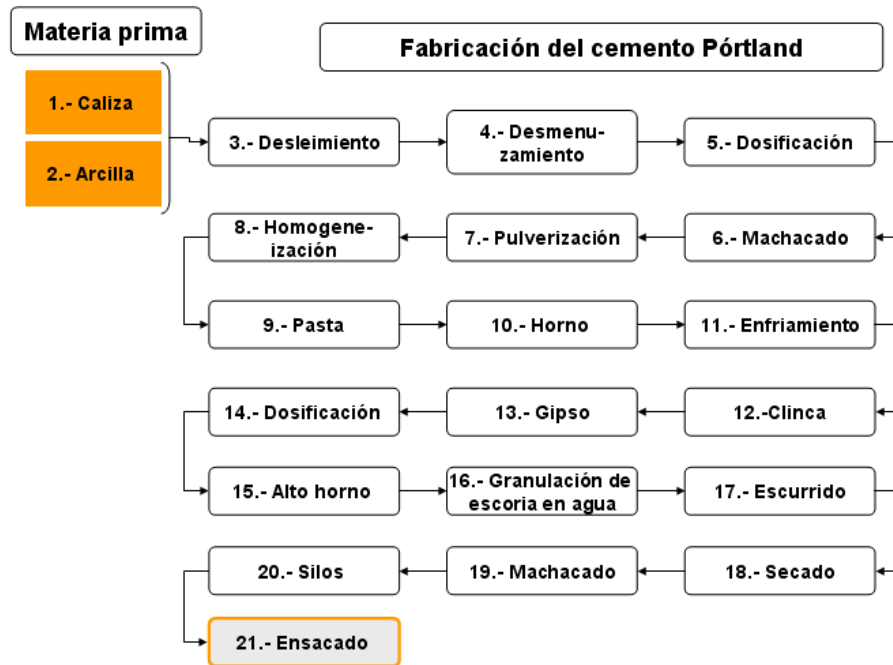 Materia prima
Fabricación del cemento Pórtland
1.- Caliza
2.- Arcilla
3.- Desleimiento
4.- Desmenu-
zamiento
5.- Dosificación
8.- Homogene-
ización
7.- Pulverización
6.- Machacado
9.- Pasta
10.- Horno
11.- Enfriamiento
14.- Dosificación
13.- Gipso
12.-Clinca
15.- Alto horno
16.- Granulación de
escoria en agua
17.- Escurrido
20.- Silos
19.- Machacado
18.- Secado
21.- Ensacado